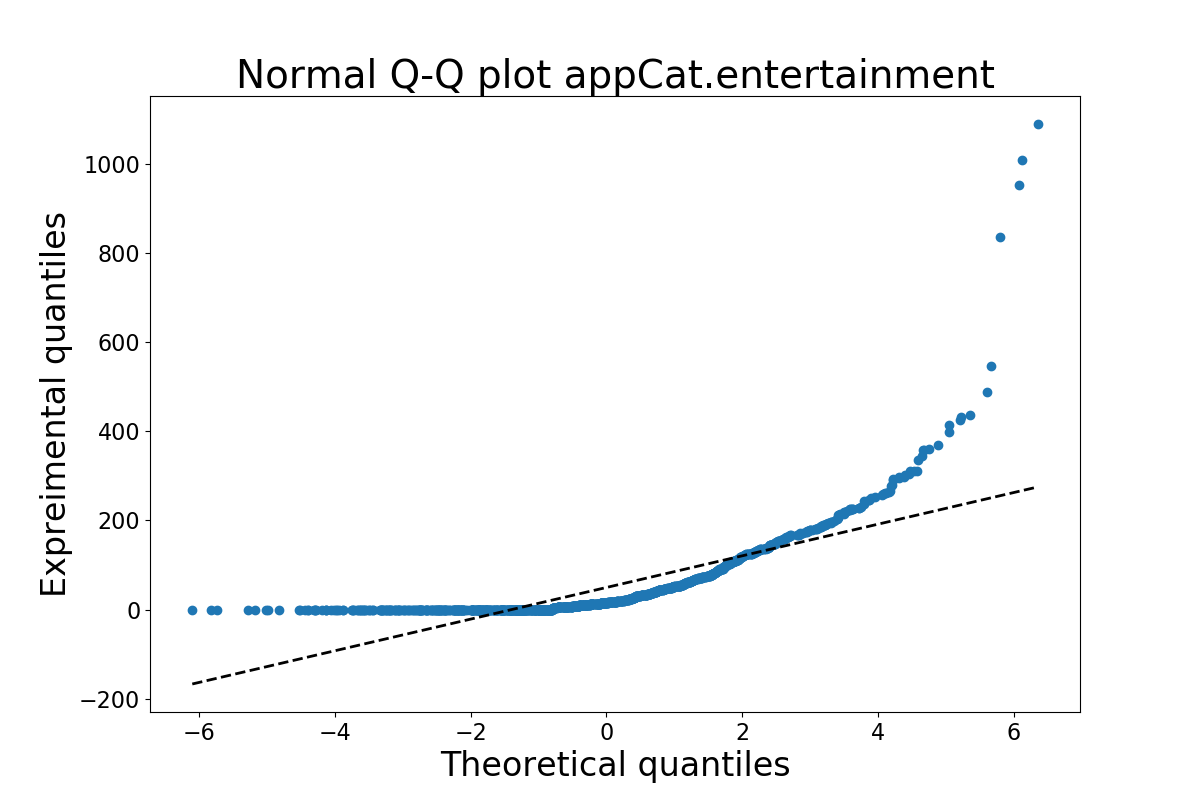 Normal Q-Q plot appCat.entertainment
Expreimental quantiles
1000
800
600
400
200
0
−200
−6 −4 −2 0 2 4 6
Theoretical quantiles